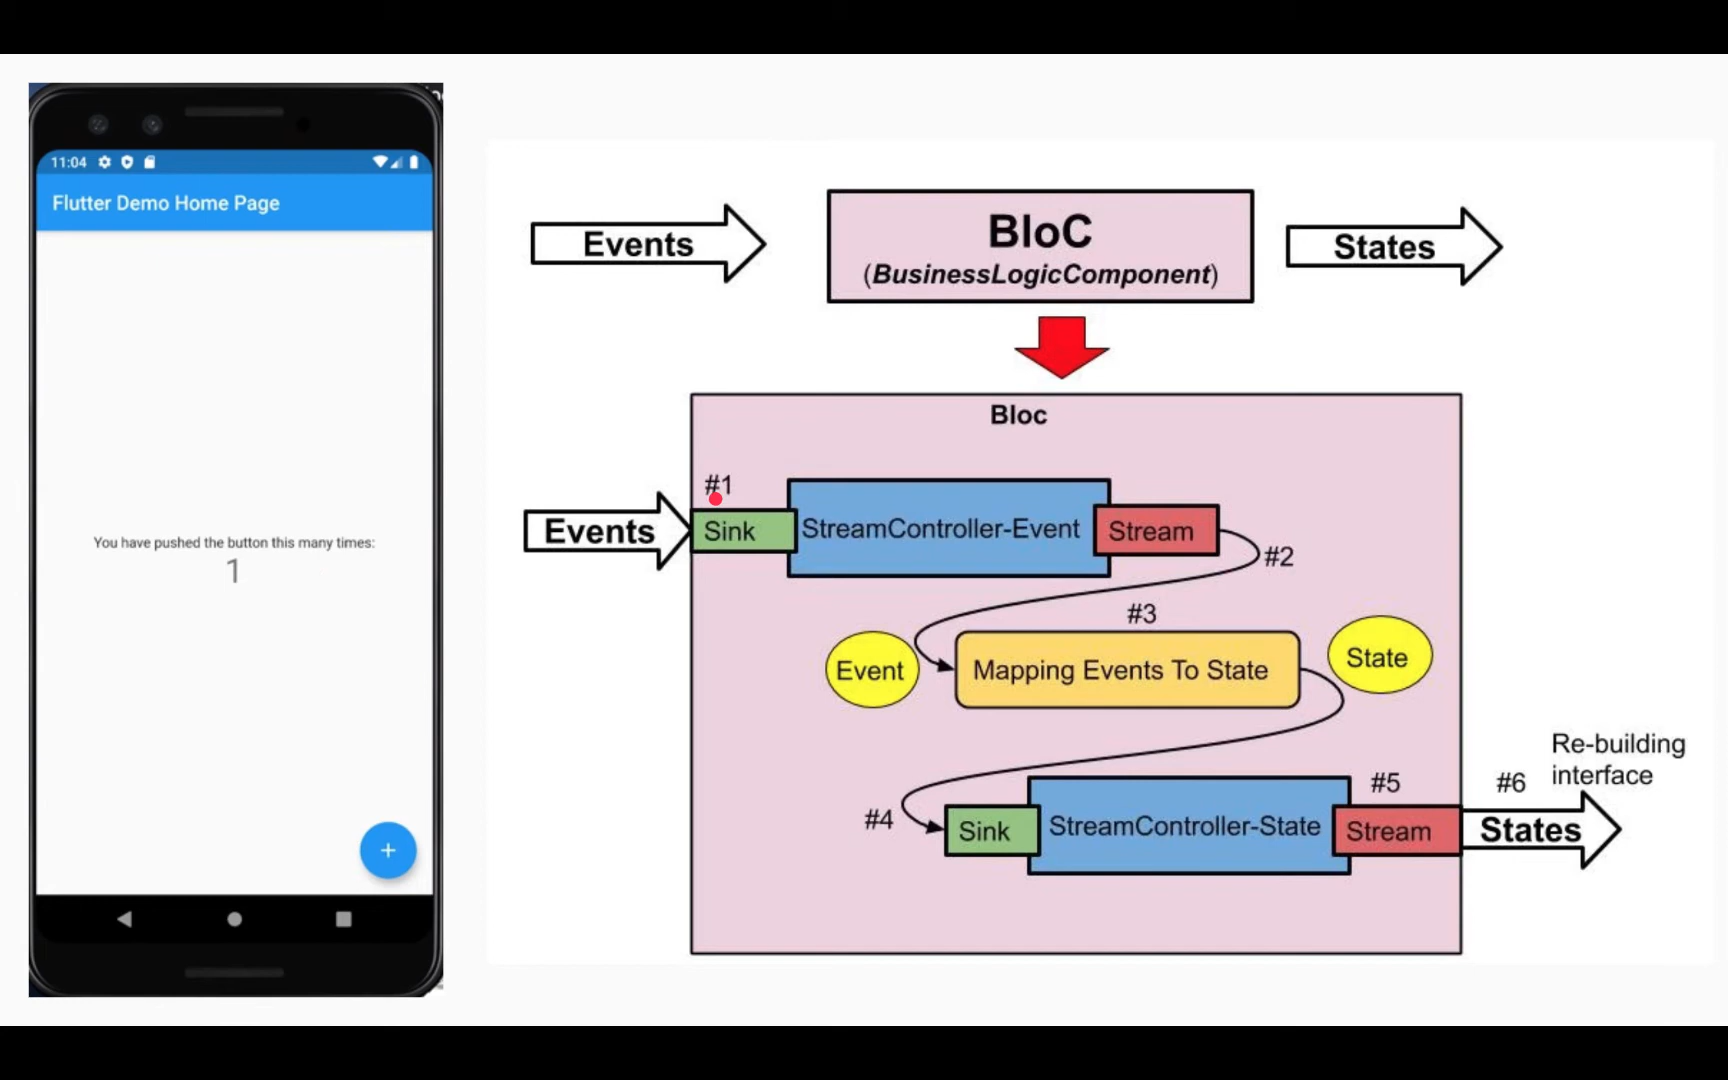 11:04
Flutter Demo Home Page
You have pushed the button this many times:
1
+
Events
BloC
(BusinessLogicComponent)
States
Bloc
#1
Events
Sink
StreamController-Event
Stream
#2
#3
Event
Mapping Events To State
State
Re-building
interface
#4
Sink
StreamController-State
#5
Stream
#6
States